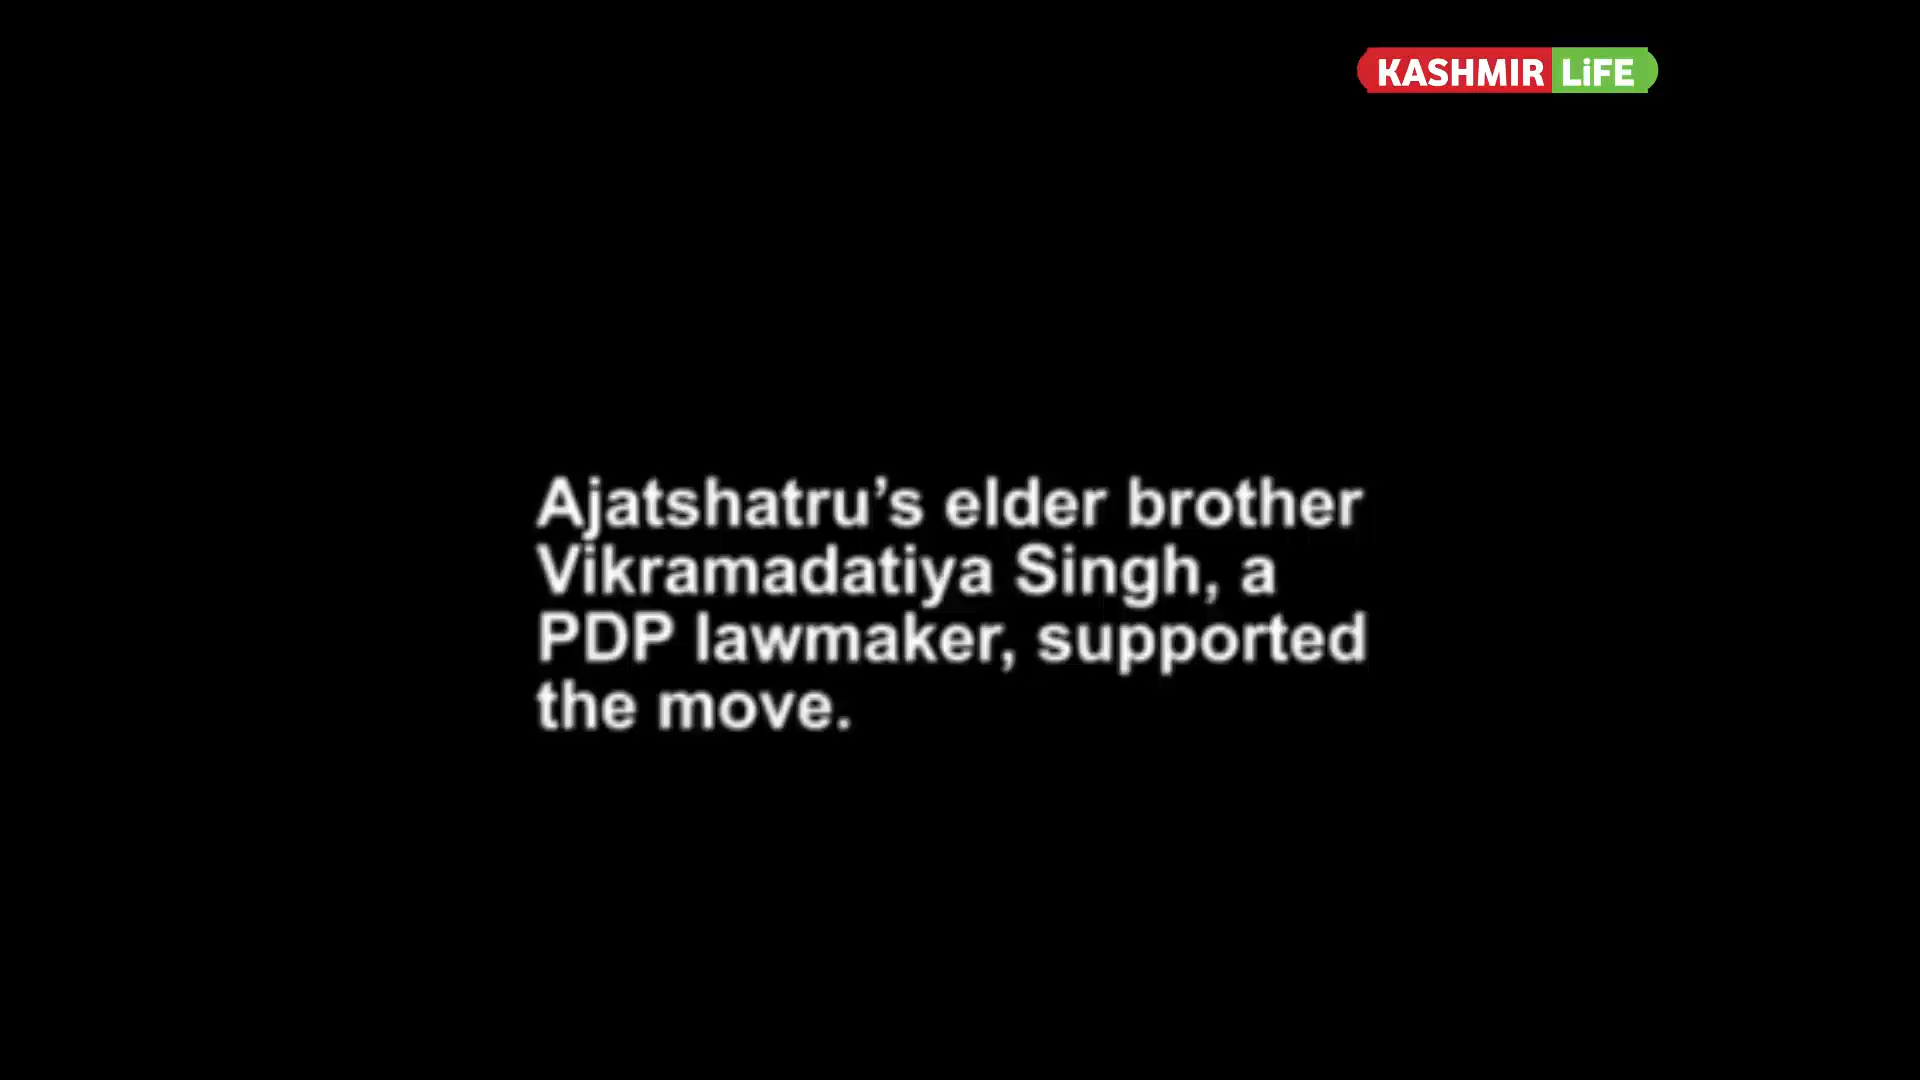 KASHMIR LiFE
Ajatshatru’s elder brother
Vikramadatiya Singh, a
PDP lawmaker, supported
the move.